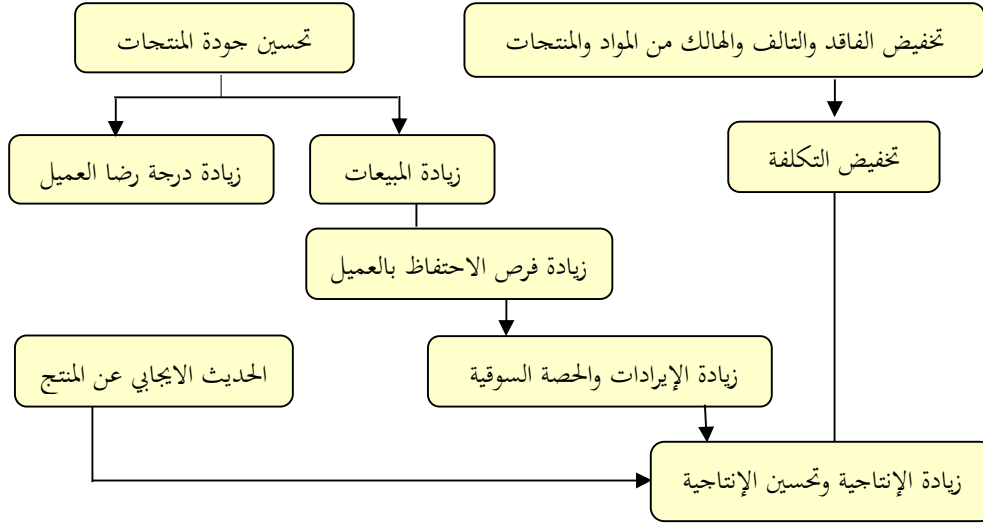 تخفيض الفاقد والتالف والهالك من المواد والمنتجات
تحسين جودة المنتجات
تخفيض التكلفة
زيادة المبيعات
زيادة درجة رضا العميل
زيادة فرص الاحتفاظ بالعميل
زيادة الإيرادات والحصة السوقية
الحديث الايجابي عن المنتج
زيادة الإنتاجية وتحسين الإنتاجية